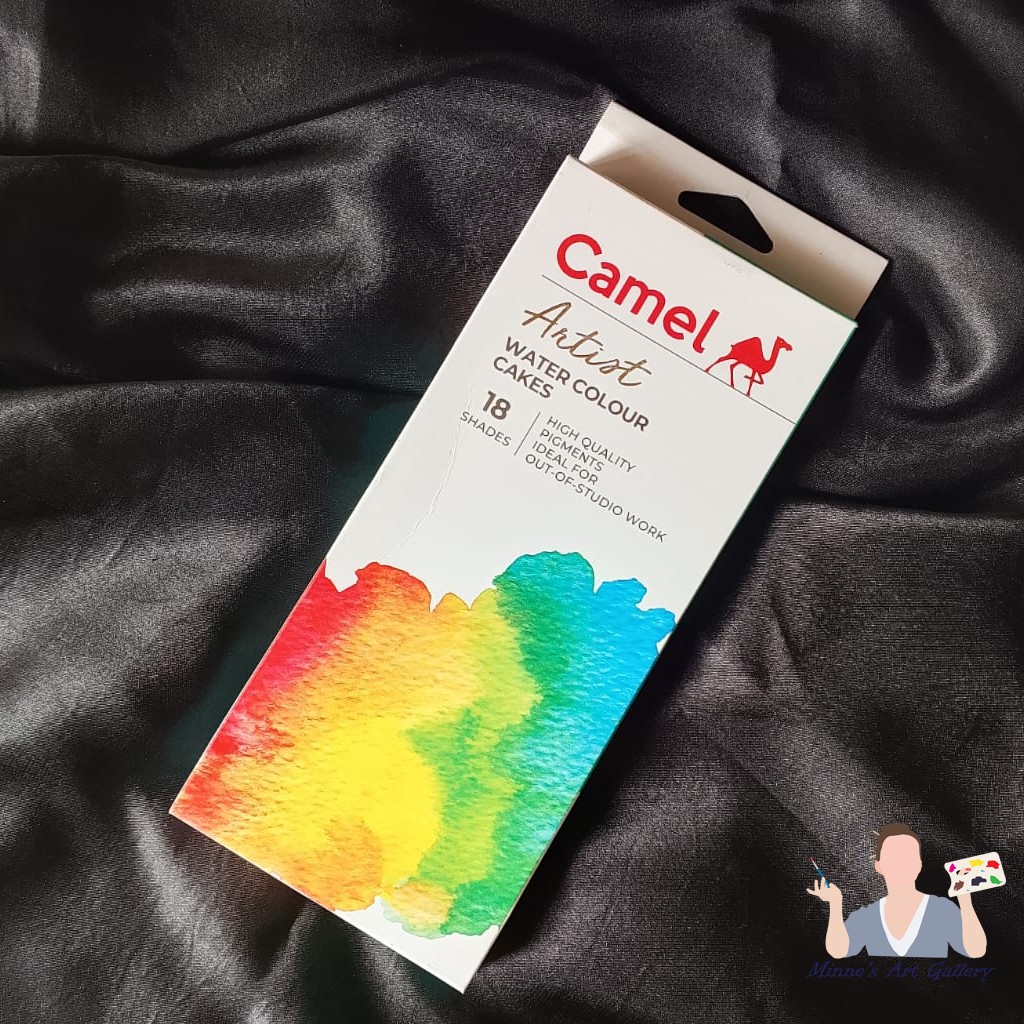 Camel
Artist
WATER COLOUR
CAKES
18
SHADES
HIGH QUALITY
PIGMENTS
IDEAL FOR
OUT-OF-STUDIO WORK
Minne's Art Gallery